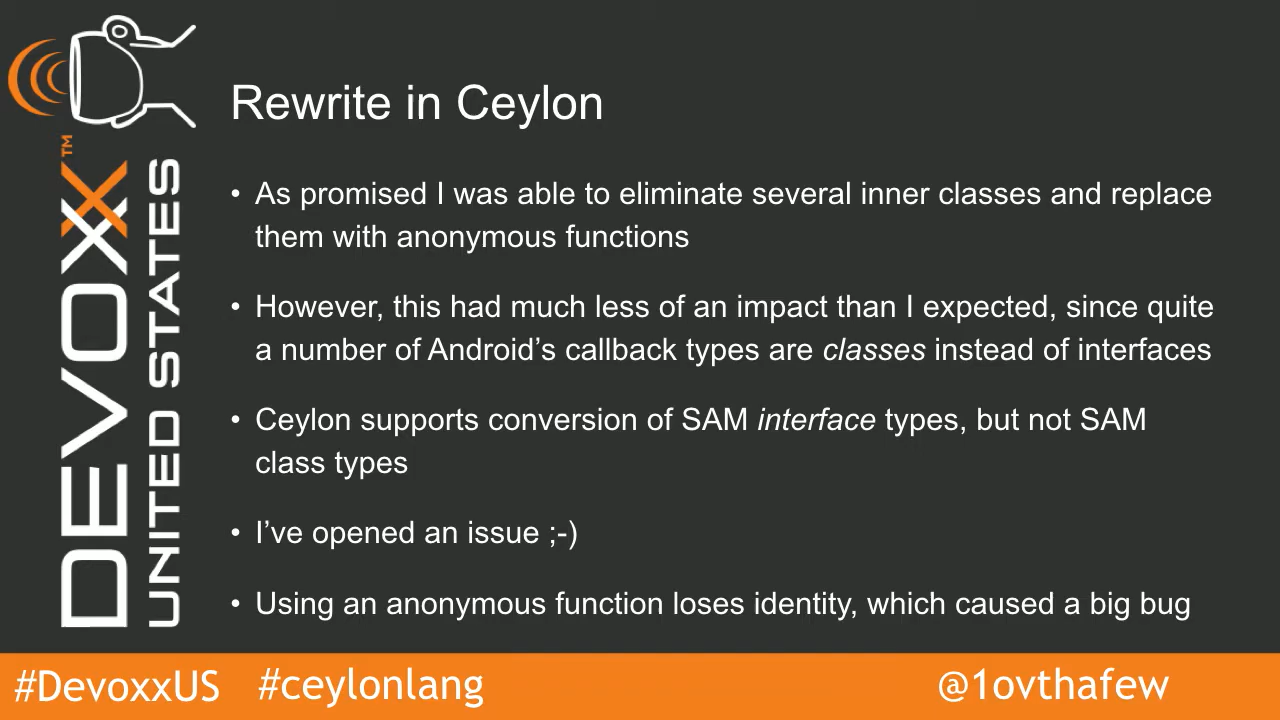 DEVOXX™
UNITED STATES
Rewrite in Ceylon
• As promised I was able to eliminate several inner classes and replace
them with anonymous functions
• However, this had much less of an impact than I expected, since quite
a number of Android’s callback types are classes instead of interfaces
• Ceylon supports conversion of SAM interface types, but not SAM
class types
• I’ve opened an issue ;-)
• Using an anonymous function loses identity, which caused a big bug
#DevoxxUS #ceylonlang @1ovthafew